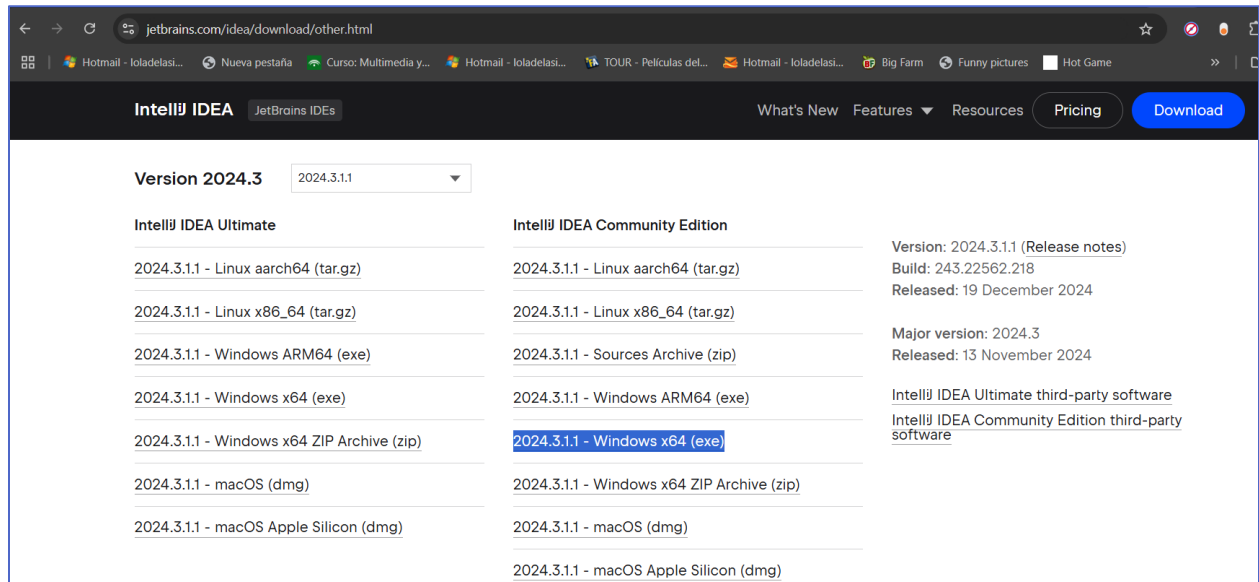 jetbrains.com/idea/download/other.html
Hotmail - loladelasi... Nueva pestaña Curso: Multimedia y... Hotmail - loladelasi... TOUR - Películas del... Hotmail - loladelasi... Big Farm Funny pictures Hot Game »
IntelliJ IDEA JetBrains IDEs What's New Features Resources Pricing Download
Version 2024.3 2024.3.1.1
IntelliJ IDEA Ultimate
2024.3.1.1 - Linux aarch64 (tar.gz)
2024.3.1.1 - Linux x86_64 (tar.gz)
2024.3.1.1 - Windows ARM64 (exe)
2024.3.1.1 - Windows x64 (exe)
2024.3.1.1 - Windows x64 ZIP Archive (zip)
2024.3.1.1 - macOS (dmg)
2024.3.1.1 - macOS Apple Silicon (dmg)
IntelliJ IDEA Community Edition
2024.3.1.1 - Linux aarch64 (tar.gz)
2024.3.1.1 - Linux x86_64 (tar.gz)
2024.3.1.1 - Sources Archive (zip)
2024.3.1.1 - Windows ARM64 (exe)
2024.3.1.1 - Windows x64 (exe)
2024.3.1.1 - Windows x64 ZIP Archive (zip)
2024.3.1.1 - macOS (dmg)
2024.3.1.1 - macOS Apple Silicon (dmg)
Version: 2024.3.1.1 (Release notes)
Build: 243.22562.218
Released: 19 December 2024
Major version: 2024.3
Released: 13 November 2024
IntelliJ IDEA Ultimate third-party software
IntelliJ IDEA Community Edition third-party
software